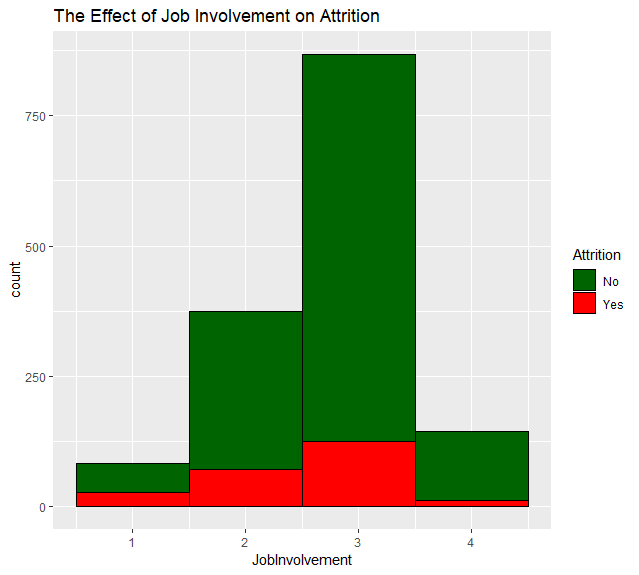 The Effect of Job Involvement on Attrition
count
750
500
250
0
1 2 3 4
JobInvolvement
Attrition
No
Yes